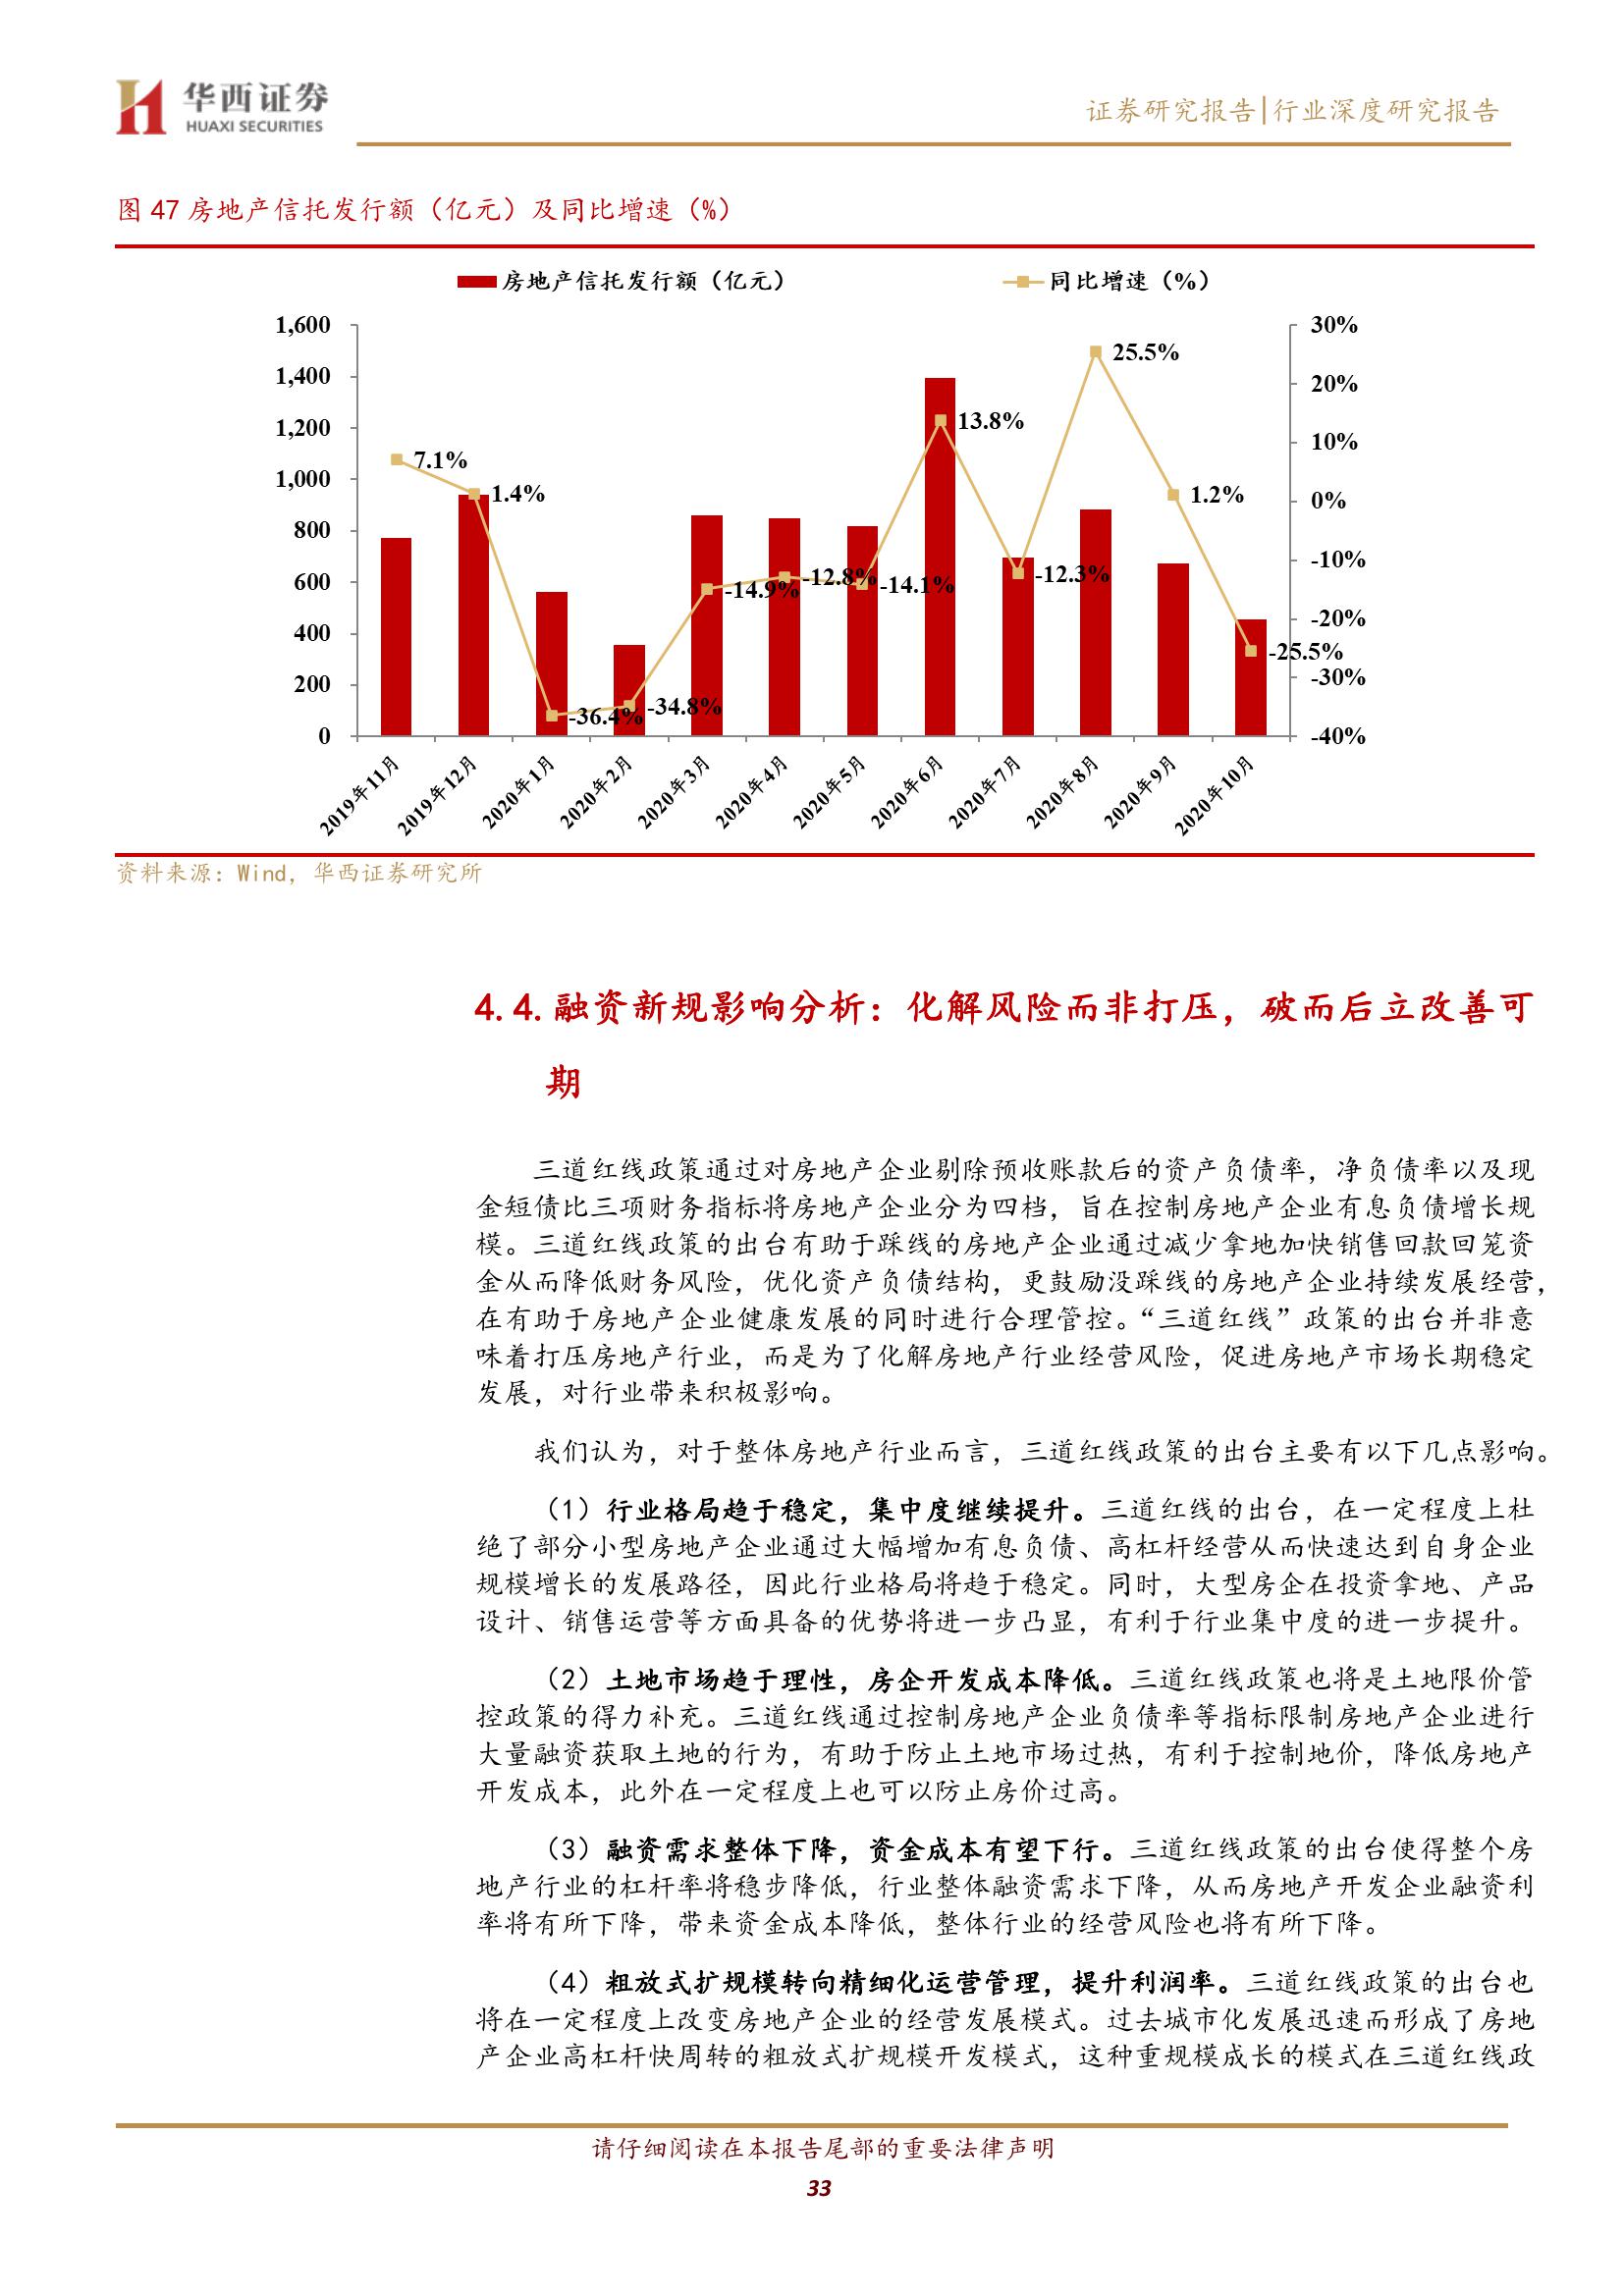 华西证券
HUAXI SECURITIES
证券研究报告|行业深度研究报告
图 47 房地产信托发行额（亿元）及同比增速（%）
房地产信托发行额（亿元）
同比增速（%）
1,600
1,400
1,200
1,000
800
600
400
200
0
30%
20%
10%
0%
-10%
-20%
-30%
-40%
7.1%
1.4%
-36.4%
-34.8%
-14.9%
-12.8%
-14.1%
13.8%
-12.3%
25.5%
1.2%
-25.5%
2019年11月
2019年12月
2020年1月
2020年2月
2020年3月
2020年4月
2020年5月
2020年6月
2020年7月
2020年8月
2020年9月
2020年10月
资料来源：Wind，华西证券研究所
4.4.融资新规影响分析：化解风险而非打压，破而后立改善可
期
三道红线政策通过对房地产企业剔除预收账款后的资产负债率，净负债率以及现
金短债比三项财务指标将房地产企业分为四档，旨在控制房地产企业有息负债增长规
模。三道红线政策的出台有助于踩线的房地产企业通过减少拿地加快销售回款回笼资
金从而降低财务风险，优化资产负债结构，更鼓励没踩线的房地产企业持续发展经营，
在有助于房地产企业健康发展的同时进行合理管控。“三道红线”政策的出台并非意
味着打压房地产行业，而是为了化解房地产行业经营风险，促进房地产市场长期稳定
发展，对行业带来积极影响。
我们认为，对于整体房地产行业而言，三道红线政策的出台主要有以下几点影响。
（1）行业格局趋于稳定，集中度继续提升。三道红线的出台，在一定程度上杜
绝了部分小型房地产企业通过大幅增加有息负债、高杠杆经营从而快速达到自身企业
规模增长的发展路径，因此行业格局将趋于稳定。同时，大型房企在投资拿地、产品
设计、销售运营等方面具备的优势将进一步凸显，有利于行业集中度的进一步提升。
（2）土地市场趋于理性，房企开发成本降低。三道红线政策也将是土地限价管
控政策的得力补充。三道红线通过控制房地产企业负债率等指标限制房地产企业进行
大量融资获取土地的行为，有助于防止土地市场过热，有利于控制地价，降低房地产
开发成本，此外在一定程度上也可以防止房价过高。
（3）融资需求整体下降，资金成本有望下行。三道红线政策的出台使得整个房
地产行业的杠杆率将稳步降低，行业整体融资需求下降，从而房地产开发企业融资利
率将有所下降，带来资金成本降低，整体行业的经营风险也将有所下降。
（4）粗放式扩规模转向精细化运营管理，提升利润率。三道红线政策的出台也
将在一定程度上改变房地产企业的经营发展模式。过去城市化发展迅速而形成了房地
产企业高杠杆快周转的粗放式扩规模开发模式，这种重规模成长的模式在三道红线政
请仔细阅读在本报告尾部的重要法律声明
33